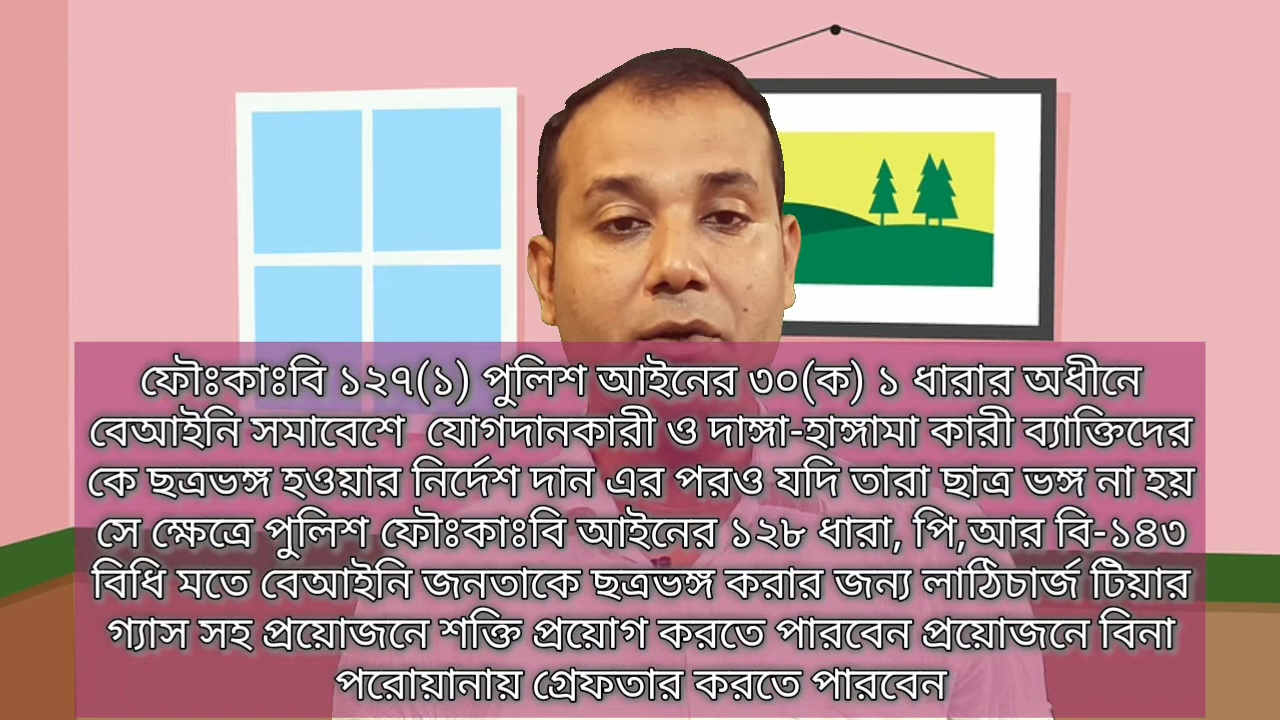 ফৌঃকাঃবি ১২৭(১) পুলিশ আইনের ৩০(ক) ১ ধারার অধীনে
বেআইনি সমাবেশে যোগদানকারী ও দাঙ্গা-হাঙ্গামা কারী ব্যাক্তিদের
কে ছত্রভঙ্গ হওয়ার নির্দেশ দান এর পরও যদি তারা ছাত্র ভঙ্গ না হয়
সে ক্ষেত্রে পুলিশ ফৌঃকাঃবি আইনের ১২৮ ধারা, পি,আর বি-১৪৩
বিধি মতে বেআইনি জনতাকে ছত্রভঙ্গ করার জন্য লাঠিচার্জ টিয়ার
গ্যাস সহ প্রয়োজনে শক্তি প্রয়োগ করতে পারবেন প্রয়োজনে বিনা
পরোয়ানায় গ্রেফতার করতে পারবেন